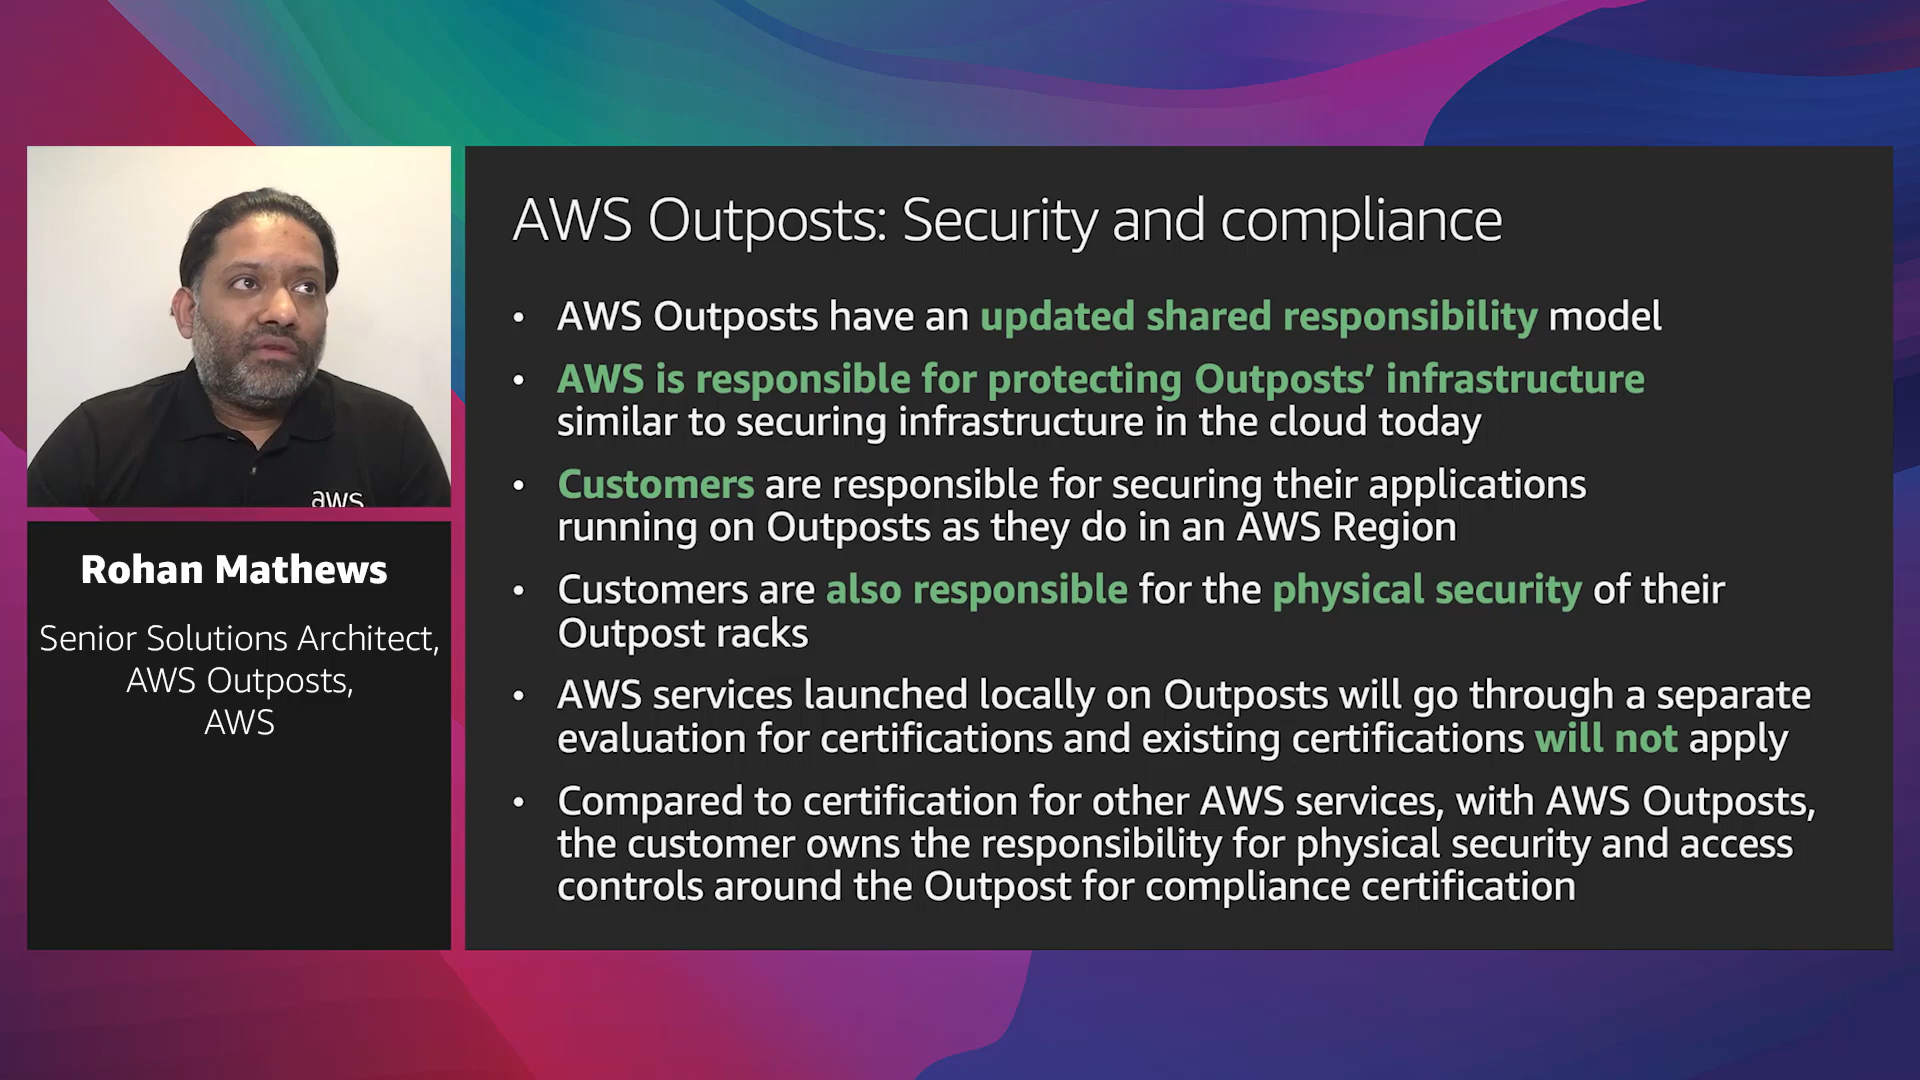 AWS Outposts: Security and compliance
• AWS Outposts have an updated shared responsibility model
• AWS is responsible for protecting Outposts’ infrastructure
similar to securing infrastructure in the cloud today
• Customers are responsible for securing their applications
running on Outposts as they do in an AWS Region
• Customers are also responsible for the physical security of their
Outpost racks
• AWS services launched locally on Outposts will go through a separate
evaluation for certifications and existing certifications will not apply
• Compared to certification for other AWS services, with AWS Outposts,
the customer owns the responsibility for physical security and access
controls around the Outpost for compliance certification
aws
Rohan Mathews
Senior Solutions Architect,
AWS Outposts,
AWS